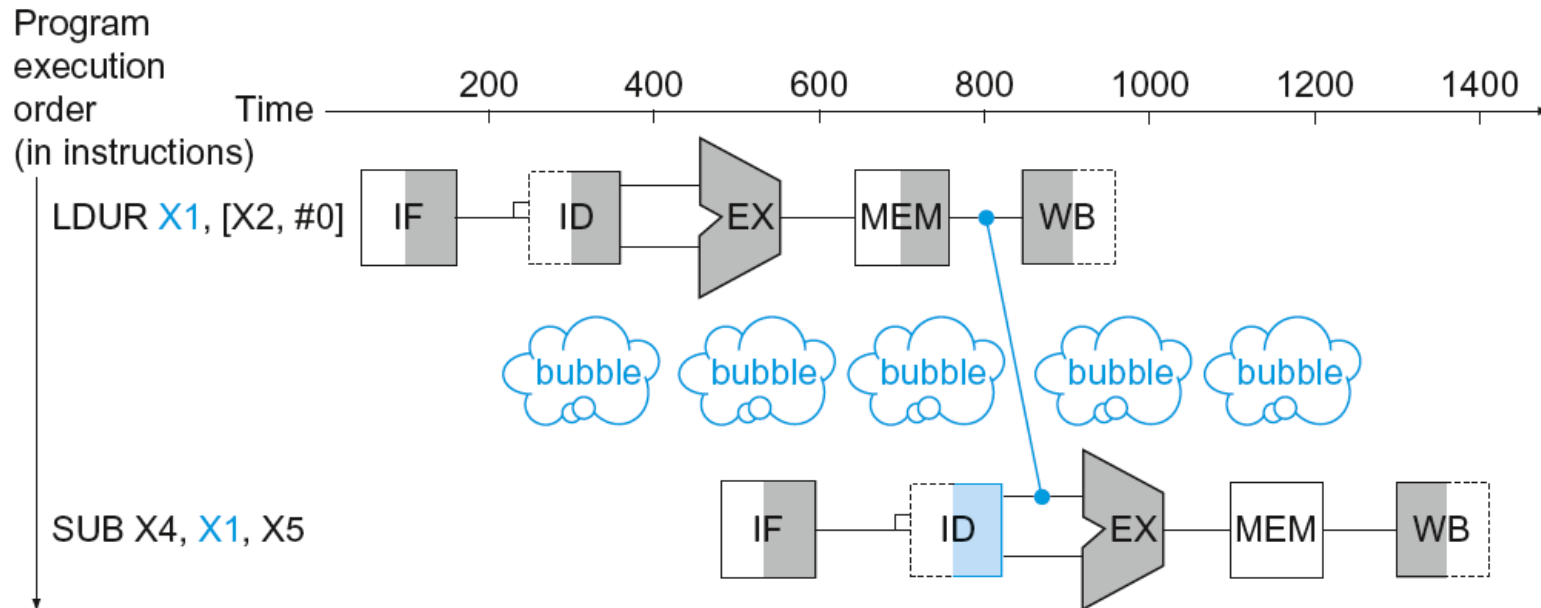 Program
execution
order
(in instructions)
Time
200 400 600 800 1000 1200 1400
LDUR X1, [X2, #0] IF ID EX MEM WB
bubble bubble bubble bubble bubble
SUB X4, X1, X5 IF ID EX MEM WB